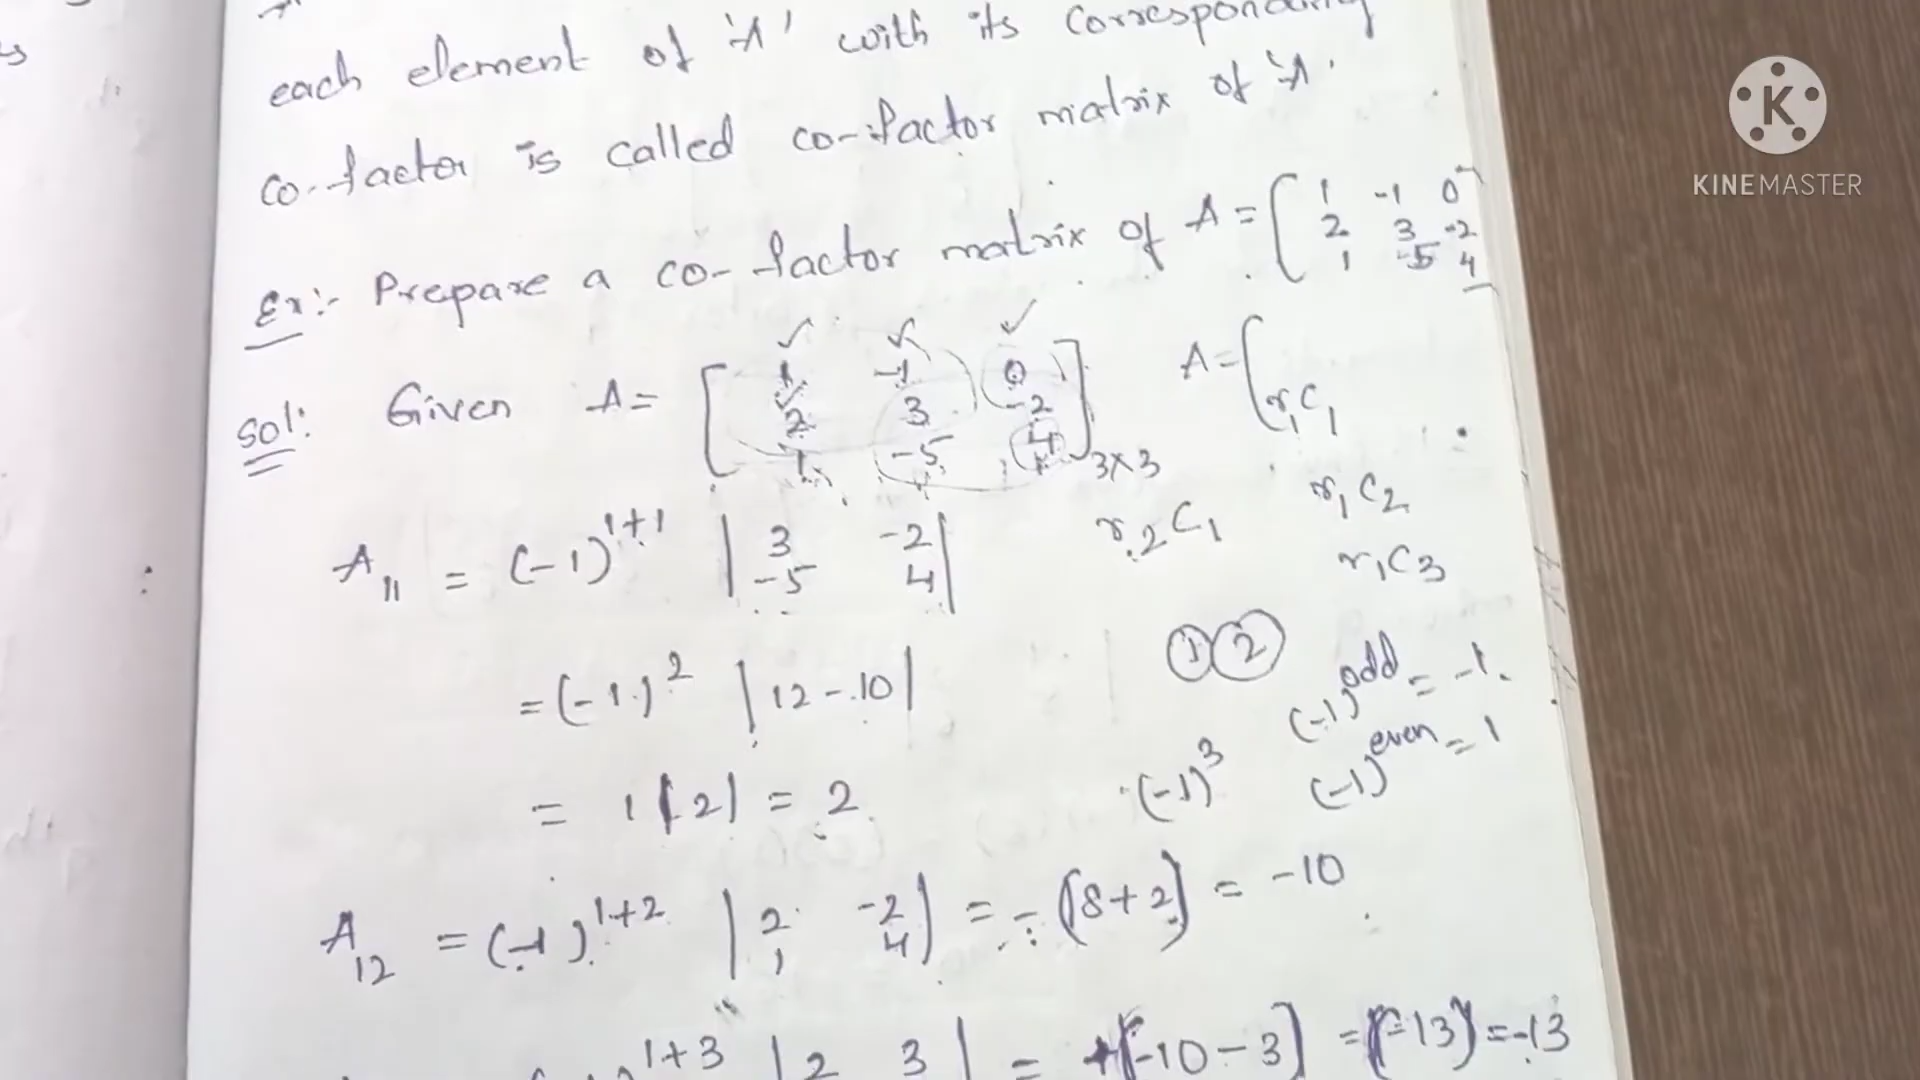 each element of 'A' with its corresponding
co-factor is called co-factor matrix of 'A'.
Ex:- Prepare a co-factor matrix of A = [ 1 -1 0
2 3 -2
1 -5 4
Sol: Given A = [ 1 -1 0
2 3 -2
1 -5 4 ] 3×3
A = [ r₁C₁
r₁C₂
r₂C₁
r₁C₃
A₁₁ = (-1)¹⁺¹ | 3 -2
-5 4 |
= (-1)² | 12 - 10 |
= 1 (2) = 2
① ②
(-1)^odd = -1.
(-1)^even = 1
(-1)³
A₁₂ = (-1)¹⁺² | 2 -2
1 4 | = -(8+2) = -10
1+3 | 2 3 | = +(-10-3) = (-13) = -13
KINEMASTER